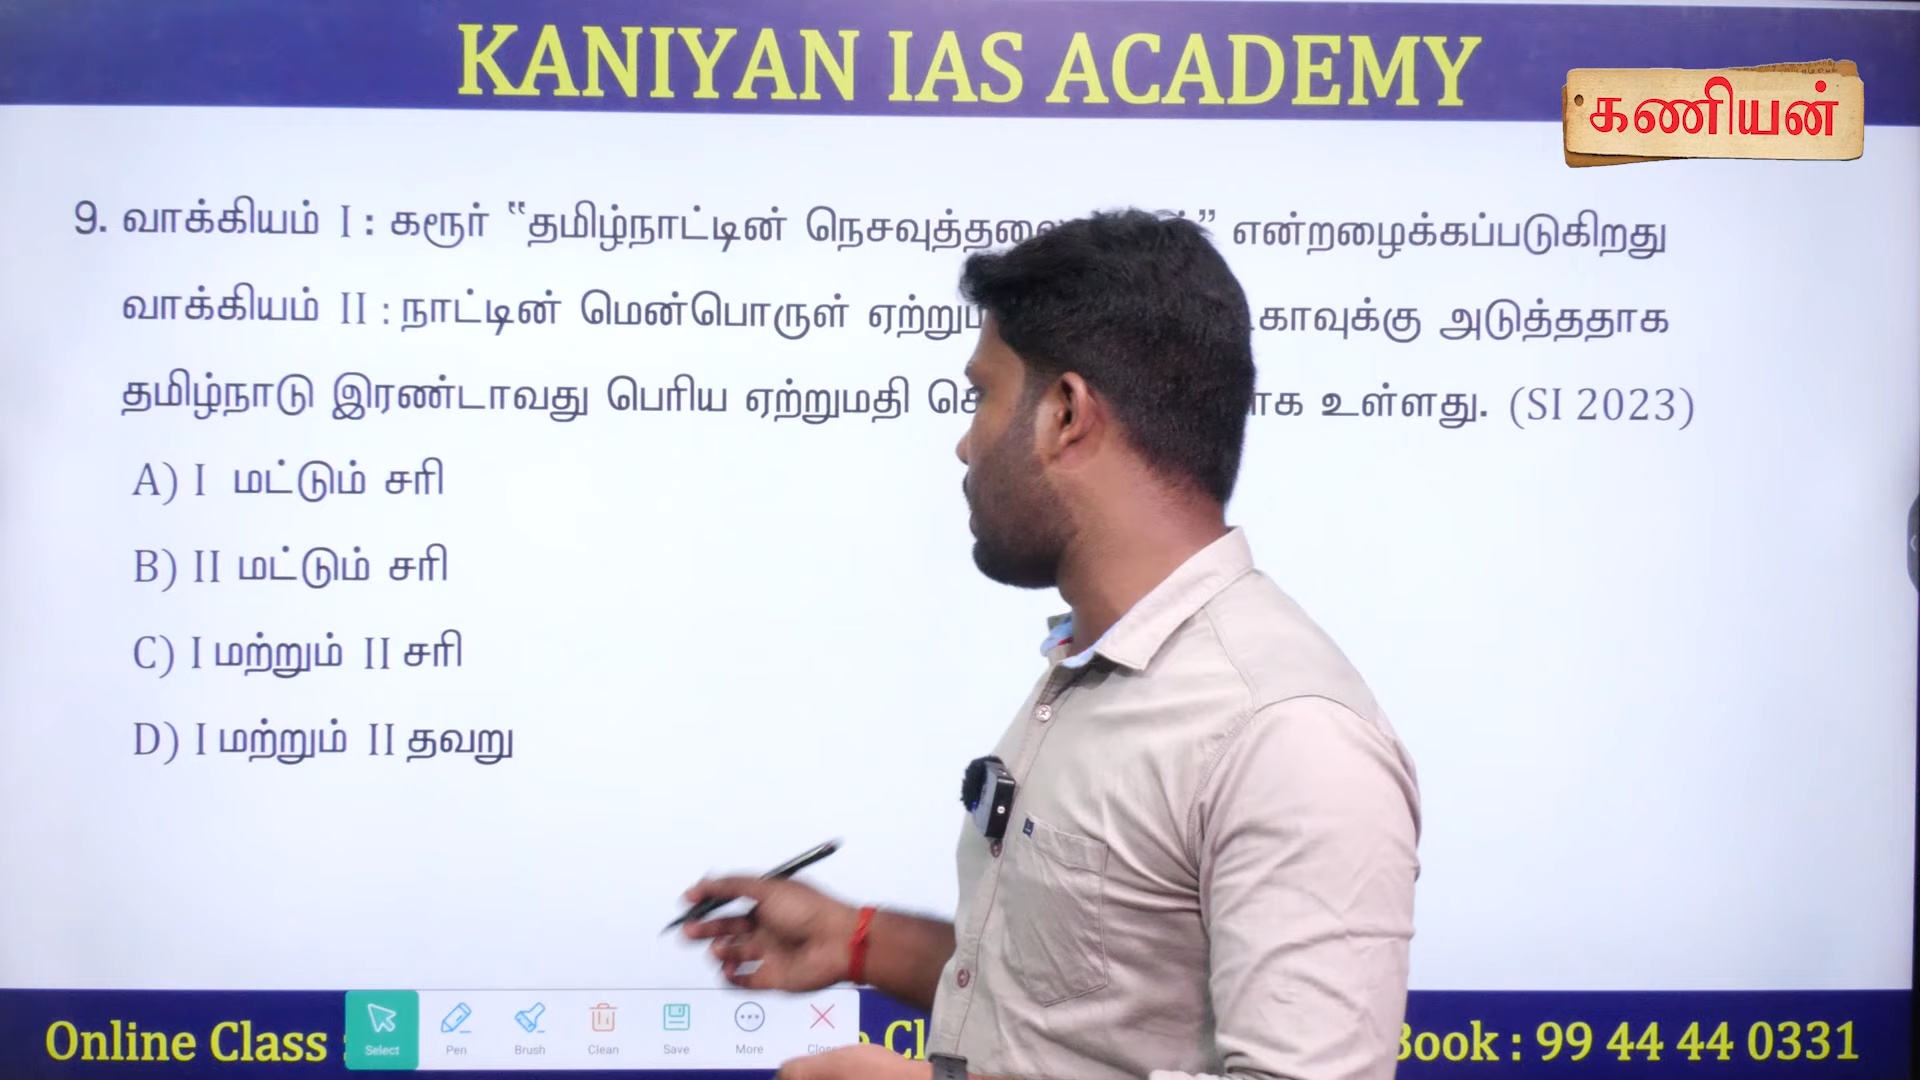 KANIYAN IAS ACADEMY
கணியன்
9. வாக்கியம் I : கரூர் “தமிழ்நாட்டின் ” என்றழைக்கப்படுகிறது
வாக்கியம் II : நாட்டின் மென்பொருள் அடுத்ததாக
தமிழ்நாடு இரண்டாவது பெரிய ஏற்றுமதி உள்ளது. (SI 2023)
A) I மட்டும் சரி
B) II மட்டும் சரி
C) I மற்றும் II சரி
D) I மற்றும் II தவறு
Select Pen Brush Clean Save More Close
Online Class : Book : 99 44 44 0331